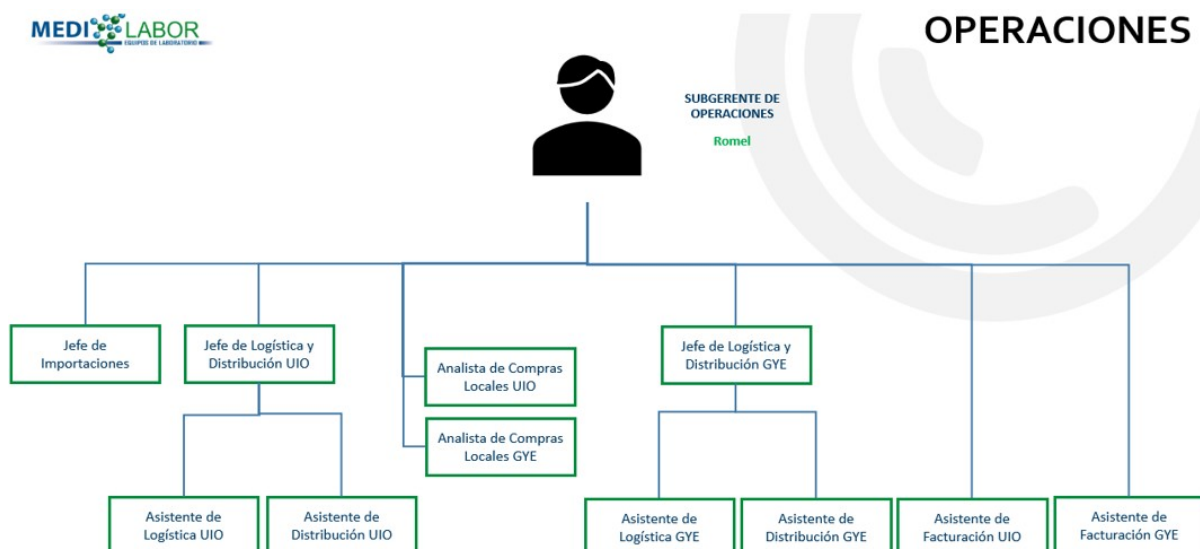 MEDI LABOR
EQUIPOS DE LABORATORIO
OPERACIONES
SUBGERENTE DE
OPERACIONES
Romel
Jefe de
Importaciones
Jefe de Logística y
Distribución UIO
Analista de Compras
Locales UIO
Analista de Compras
Locales GYE
Jefe de Logística y
Distribución GYE
Asistente de
Logística UIO
Asistente de
Distribución UIO
Asistente de
Logística GYE
Asistente de
Distribución GYE
Asistente de
Facturación UIO
Asistente de
Facturación GYE